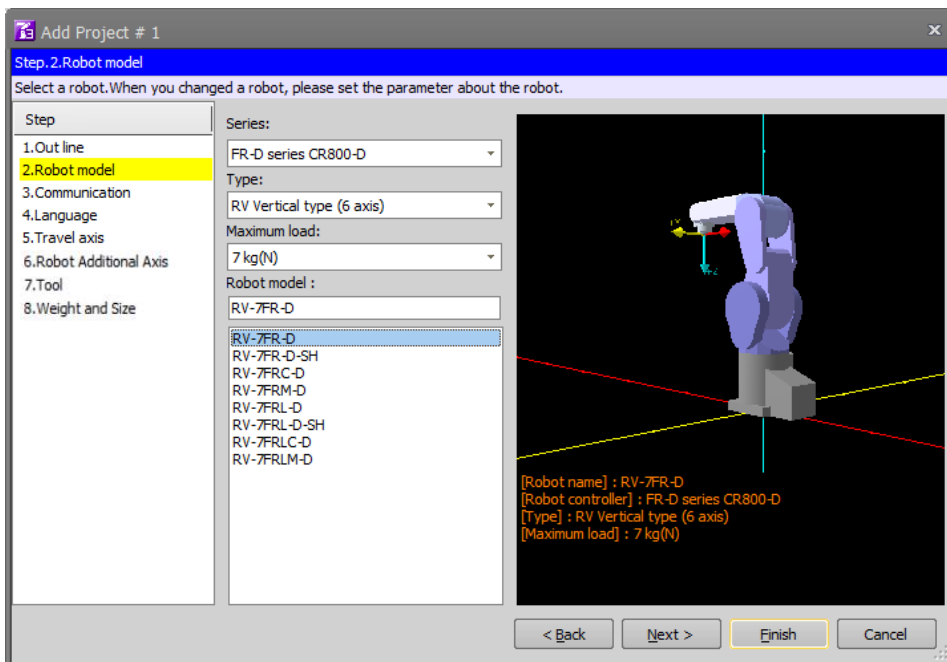 Add Project # 1
Step.2.Robot model
Select a robot.When you changed a robot, please set the parameter about the robot.
Step
1.Out line
2.Robot model
3.Communication
4.Language
5.Travel axis
6.Robot Additional Axis
7.Tool
8.Weight and Size
Series:
FR-D series CR800-D
Type:
RV Vertical type (6 axis)
Maximum load:
7 kg(N)
Robot model :
RV-7FR-D
RV-7FR-D
RV-7FR-D-SH
RV-7FRC-D
RV-7FRM-D
RV-7FRL-D
RV-7FRL-D-SH
RV-7FRLC-D
RV-7FRLM-D
[Robot name] : RV-7FR-D
[Robot controller] : FR-D series CR800-D
[Type] : RV Vertical type (6 axis)
[Maximum load] : 7 kg(N)
< Back
Next >
Finish
Cancel